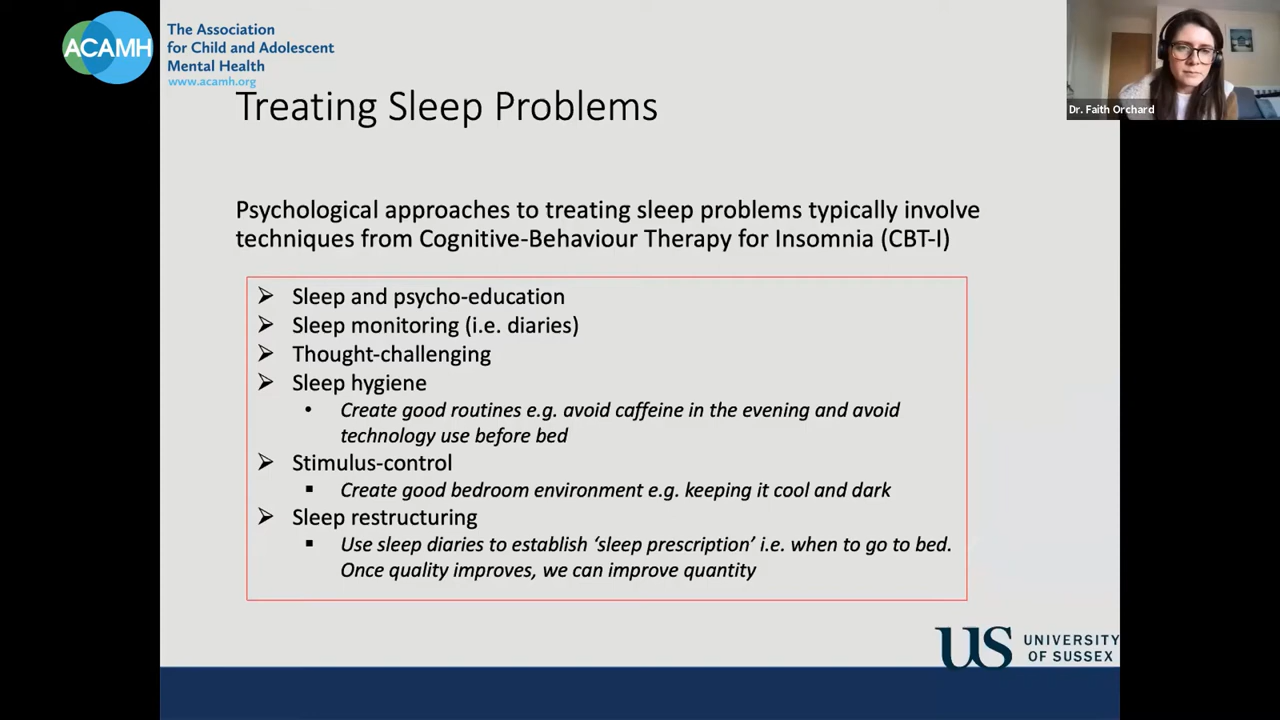 ACAMH
The Association
for Child and Adolescent
Mental Health
www.acamh.org
Dr. Faith Orchard
Treating Sleep Problems
Psychological approaches to treating sleep problems typically involve
techniques from Cognitive-Behaviour Therapy for Insomnia (CBT-I)
➢ Sleep and psycho-education
➢ Sleep monitoring (i.e. diaries)
➢ Thought-challenging
➢ Sleep hygiene
• Create good routines e.g. avoid caffeine in the evening and avoid
technology use before bed
➢ Stimulus-control
▪ Create good bedroom environment e.g. keeping it cool and dark
➢ Sleep restructuring
▪ Use sleep diaries to establish ‘sleep prescription’ i.e. when to go to bed.
Once quality improves, we can improve quantity
US UNIVERSITY
OF SUSSEX